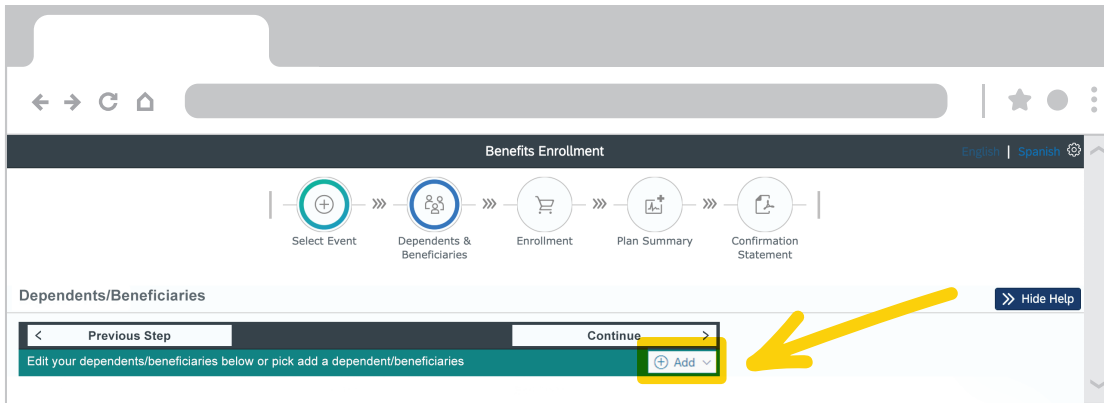 Benefits Enrollment
English | Spanish
Select Event
Dependents &
Beneficiaries
Enrollment
Plan Summary
Confirmation
Statement
Dependents/Beneficiaries
Hide Help
Previous Step
Continue
Edit your dependents/beneficiaries below or pick add a dependent/beneficiaries
Add